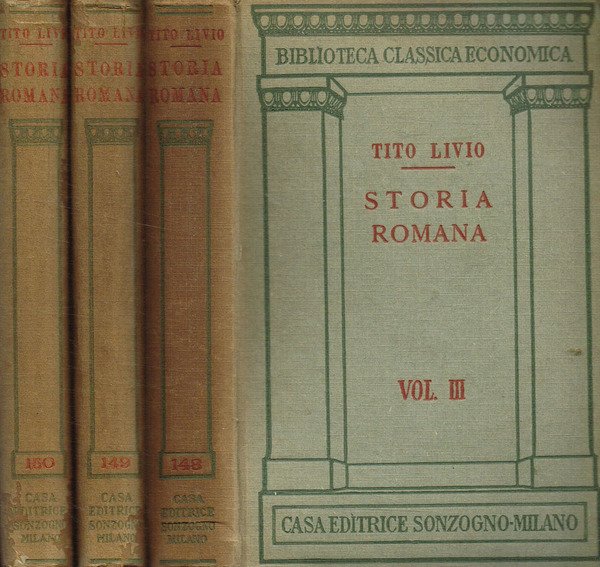 TITO LIVIO
STORIA
ROMANA
150
CASA
EDITRICE
SONZOGNO
MILANO
TITO LIVIO
STORIA
ROMANA
149
CASA
EDITRICE
SONZOGNO
MILANO
TITO LIVIO
STORIA
ROMANA
148
CASA
EDITRICE
SONZOGNO
MILANO
BIBLIOTECA CLASSICA ECONOMICA
TITO LIVIO
STORIA
ROMANA
VOL. III
CASA EDITRICE SONZOGNO-MILANO